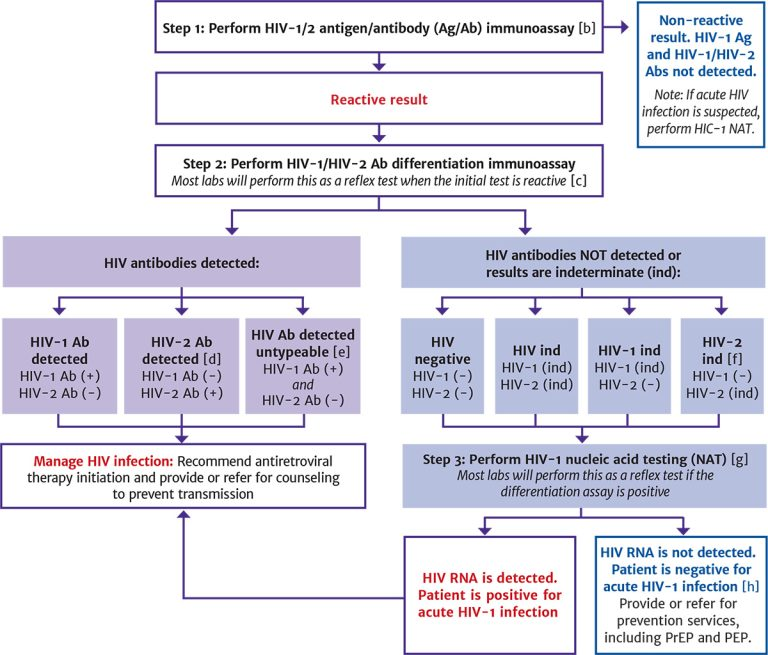 Step 1: Perform HIV-1/2 antigen/antibody (Ag/Ab) immunoassay [b]
Non-reactive
result. HIV-1 Ag
and HIV-1/HIV-2
Abs not detected.
Note: If acute HIV
infection is suspected,
perform HIC-1 NAT.
Reactive result
Step 2: Perform HIV-1/HIV-2 Ab differentiation immunoassay
Most labs will perform this as a reflex test when the initial test is reactive [c]
HIV antibodies detected:
HIV antibodies NOT detected or
results are indeterminate (ind):
HIV-1 Ab
detected
HIV-1 Ab (+)
HIV-2 Ab (-)
HIV-2 Ab
detected [d]
HIV-1 Ab (-)
HIV-2 Ab (+)
HIV Ab detected
untypeable [e]
HIV-1 Ab (+)
and
HIV-2 Ab (-)
HIV
negative
HIV-1 (-)
HIV-2 (-)
HIV ind
HIV-1 (ind)
HIV-2 (ind)
HIV-1 ind
HIV-1 (ind)
HIV-2 (-)
HIV-2
ind [f]
HIV-1 (-)
HIV-2 (ind)
Manage HIV infection: Recommend antiretroviral
therapy initiation and provide or refer for counseling
to prevent transmission
Step 3: Perform HIV-1 nucleic acid testing (NAT) [g]
Most labs will perform this as a reflex test if the
differentiation assay is positive
HIV RNA is detected.
Patient is positive for
acute HIV-1 infection
HIV RNA is not detected.
Patient is negative for
acute HIV-1 infection [h]
Provide or refer for
prevention services,
including PrEP and PEP.